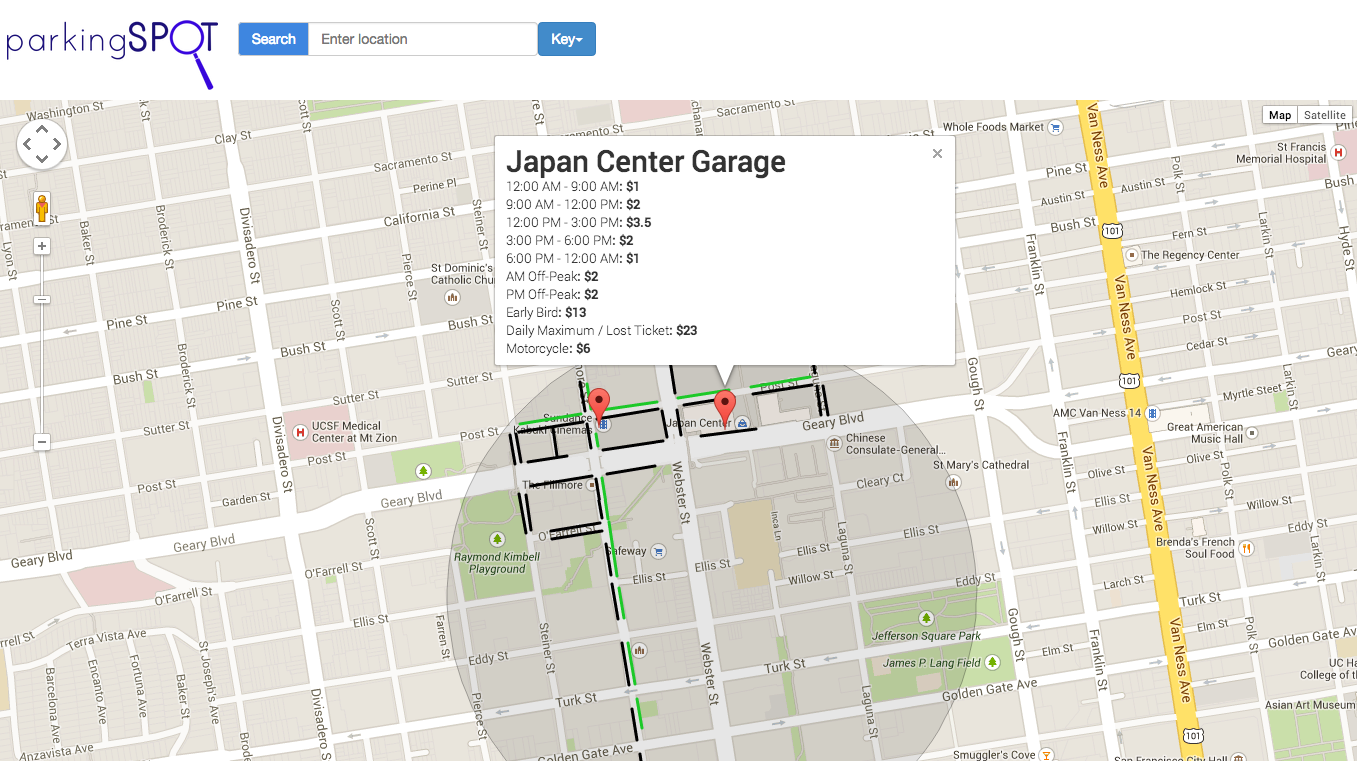 parkingSPOT
Search
Enter location
Key
Map
Satellite
Japan Center Garage
×
12:00 AM - 9:00 AM: $1
9:00 AM - 12:00 PM: $2
12:00 PM - 3:00 PM: $3.5
3:00 PM - 6:00 PM: $2
6:00 PM - 12:00 AM: $1
AM Off-Peak: $2
PM Off-Peak: $2
Early Bird: $13
Daily Maximum / Lost Ticket: $23
Motorcycle: $6
Washington St
Clay St
Sacramento St
Sacramento St
Perine Pl
California St
Lyon St
Baker St
Broderick St
Divisadero St
Scott St
Pierce St
Steiner St
St Dominic's
Catholic
Pine St
Bush St
Bush St
Sutter St
Sutter St
Post St
Post St
Post St
UCSF Medical
Center at Mt Zion
Garden St
Geary Blvd
Geary Blvd
Geary Blvd
O'Farrell St
O'Farrell St
Ellis St
Eddy St
Turk St
Terra Vista Ave
Barcelona
Encanto Ave
Fortuna Ave
Baker St
St Joseph's Ave
Anzavista Ave
Divisadero St
Scott St
Farren St
Steiner St
Pierce St
Raymond Kimbell
Playground
Sundance
Kabuki Cinemas
Japan Center
The Fillmore
O'Farrell St
Safeway
Webster St
Webster St
Ellis St
Ellis St
Inca Ln
Willow St
Laguna St
Laguna St
Cleary Ct
Geary Blvd
Chinese
Consulate-General...
St Mary's Cathedral
Ellis St
Eddy St
Turk St
Golden Gate Ave
Golden Gate Ave
Jefferson Square Park
James P. Lang Field
Gough St
Gough St
Franklin St
Franklin St
Franklin St
Whole Foods Market
Van Ness Ave
Van Ness Ave
Van Ness Ave
Van Ness Ave
101
101
101
Pine St
Austin St
Austin St
Fern St
Polk St
Larkin St
Hyde St
St Francis
Memorial Hospital
Bush
The Regency Center
Hemlock St
Post St
Cedar St
Geary
Myrtle St
AMC Van Ness 14
Great American
Music Hall
Olive St
Olive St
Ellis St
Willow St
Willow St
Eddy St
Brenda's French
Soul Food
Larch St
Turk St
Elm St
Elm St
Golden Gate Ave
Polk St
Larkin St
UC Ha
College of the
Asian Art Museum
Smuggler's Cove
San Francisco City Hall